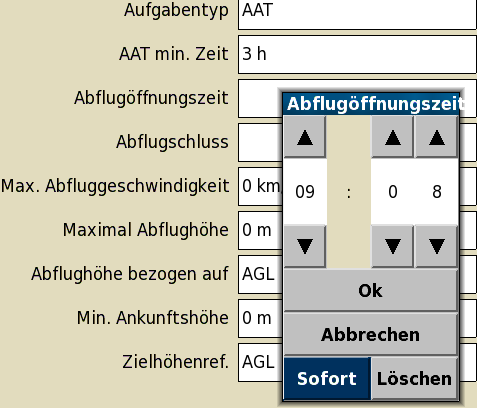 Aufgabentyp AAT
AAT min. Zeit 3 h
Abflugöffnungszeit
Abflugöffnungszeit
Abflugschluss
Max. Abfluggeschwindigkeit 0 km
09 : 0 8
Maximal Abflughöhe 0 m
Abflughöhe bezogen auf AGL
Ok
Min. Ankunftshöhe 0 m
Abbrechen
Zielhöhenref. AGL
Sofort Löschen